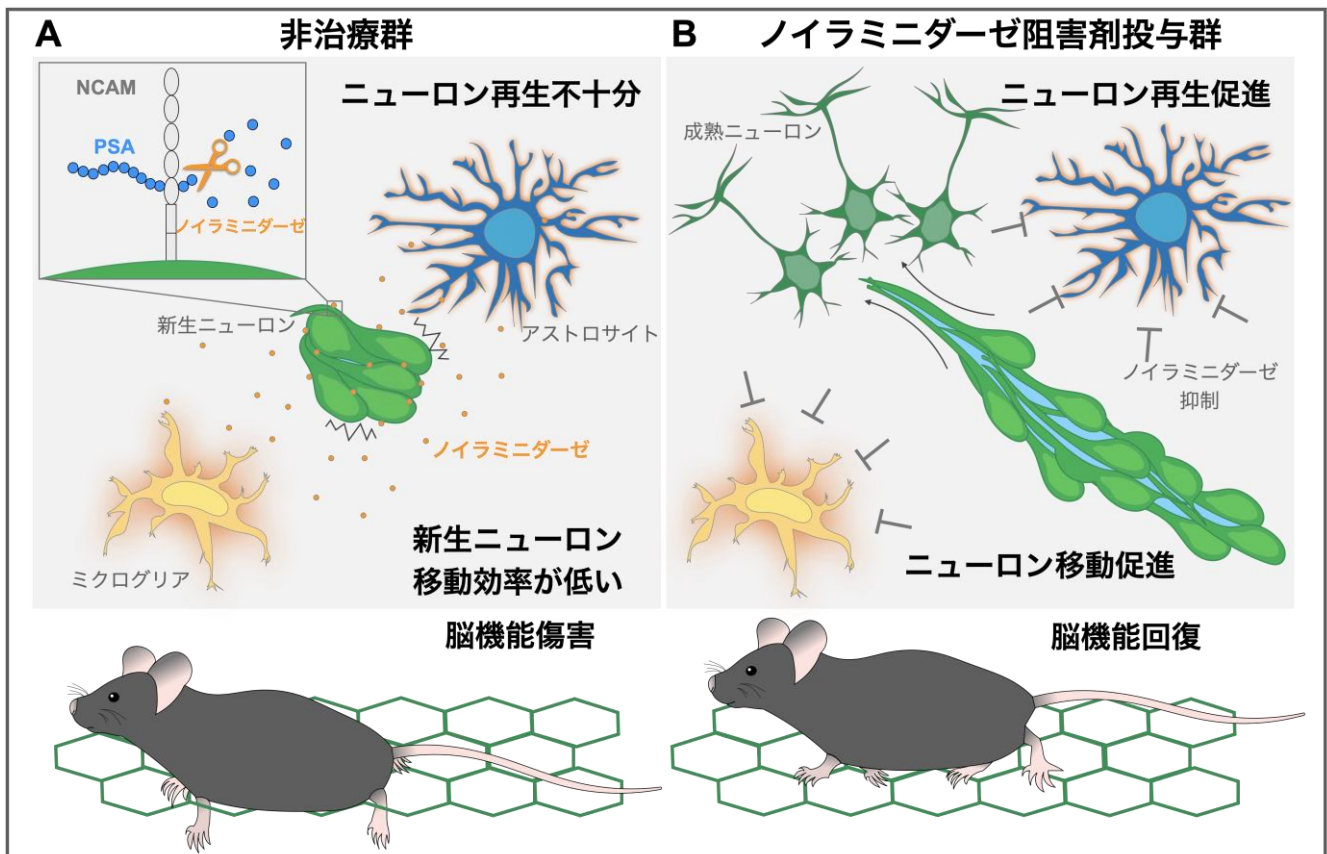 A 非治療群
NCAM
PSA
ノイラミニダーゼ
ニューロン再生不十分
新生ニューロン
アストロサイト
ノイラミニダーゼ
ミクログリア
新生ニューロン
移動効率が低い
脳機能傷害
B ノイラミニダーゼ阻害剤投与群
成熟ニューロン
ニューロン再生促進
ノイラミニダーゼ
抑制
ニューロン移動促進
脳機能回復